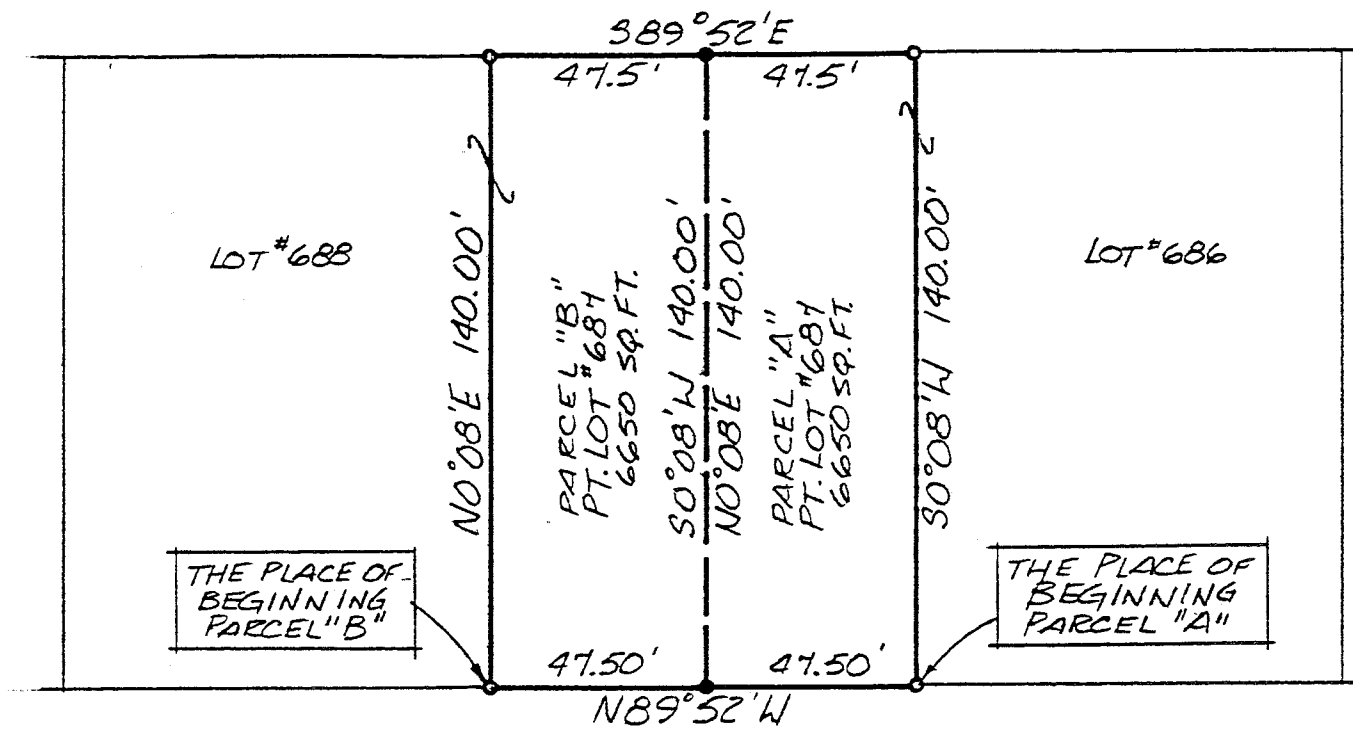 S89°52'E
47.5' 47.5'
LOT #688
N0°08'E 140.00'
PARCEL "B"
PT. LOT #687
6650 SQ. FT.
S0°08'W 140.00'
N0°08'E 140.00'
PARCEL "A"
PT. LOT #687
6650 SQ. FT.
S0°08'W 140.00'
LOT #686
THE PLACE OF
BEGINNING
PARCEL "B"
THE PLACE OF
BEGINNING
PARCEL "A"
47.50' 47.50'
N89°52'W